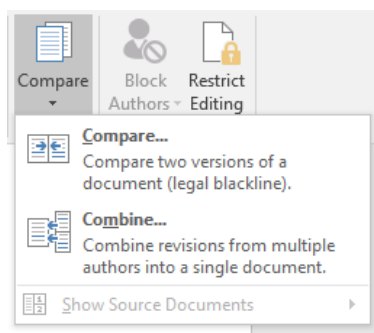 Compare
Block
Authors
Restrict
Editing
Compare...
Compare two versions of a
document (legal blackline).
Combine...
Combine revisions from multiple
authors into a single document.
Show Source Documents